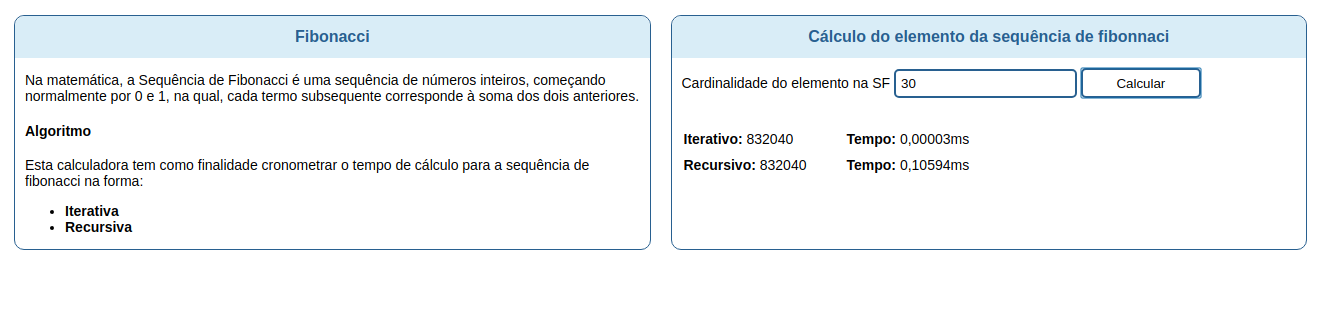 Fibonacci
Na matemática, a Sequência de Fibonacci é uma sequência de números inteiros, começando
normalmente por 0 e 1, na qual, cada termo subsequente corresponde à soma dos dois anteriores.
Algoritmo
Esta calculadora tem como finalidade cronometrar o tempo de cálculo para a sequência de
fibonacci na forma:
• Iterativa
• Recursiva
Cálculo do elemento da sequência de fibonnaci
Cardinalidade do elemento na SF 30 Calcular
Iterativo: 832040 Tempo: 0,00003ms
Recursivo: 832040 Tempo: 0,10594ms